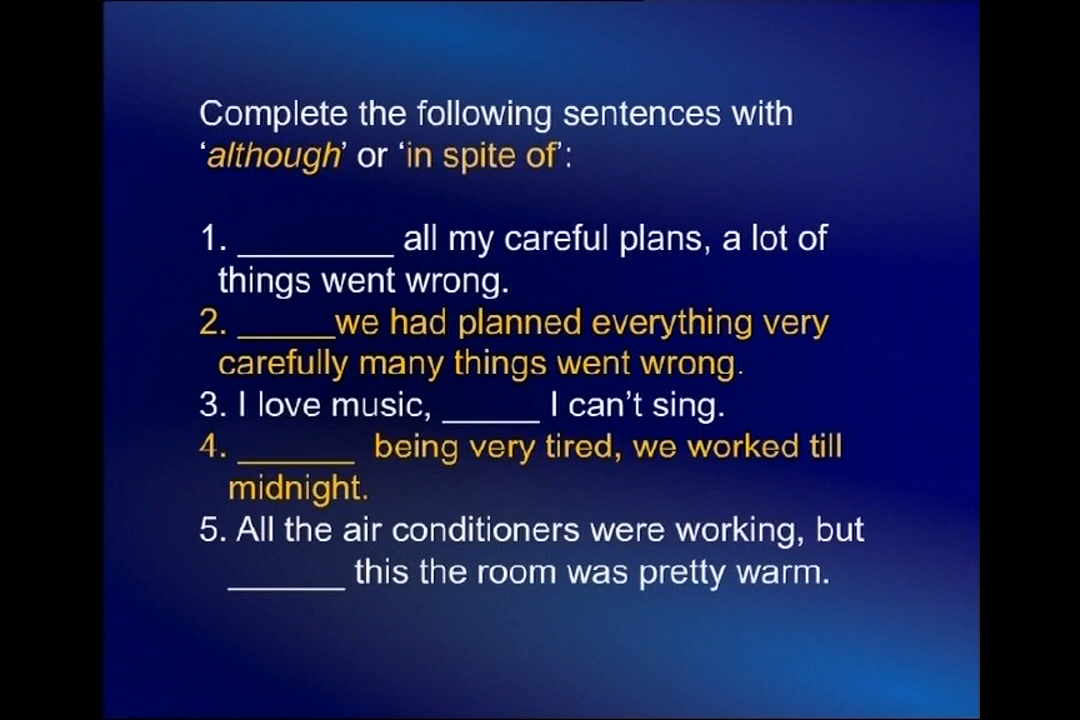 Complete the following sentences with
‘although’ or ‘in spite of’:
1. ________ all my careful plans, a lot of
things went wrong.
2. _____we had planned everything very
carefully many things went wrong.
3. I love music, _____ I can’t sing.
4. ______ being very tired, we worked till
midnight.
5. All the air conditioners were working, but
______ this the room was pretty warm.